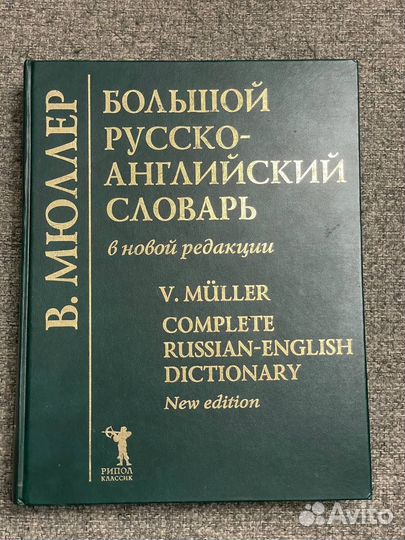 В. МЮЛЛЕР
БОЛЬШОЙ
РУССКО-
АНГЛИЙСКИЙ
СЛОВАРЬ
в новой редакции
V. MÜLLER
COMPLETE
RUSSIAN-ENGLISH
DICTIONARY
New edition
РИПОЛ
КЛАССИК
Avito